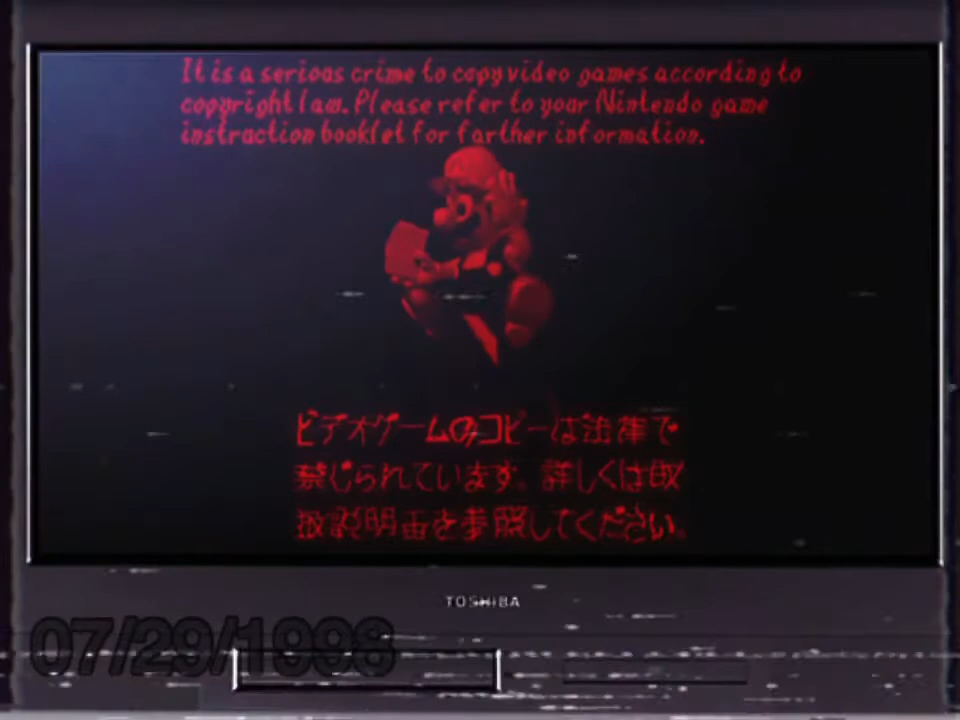 It is a serious crime to copy video games according to
copyright law. Please refer to your Nintendo game
instruction booklet for farther information.
ビデオゲームのコピーは法律で
禁じられています。詳しくは取
扱説明書を参照してください。
TOSHIBA
07/29/1998